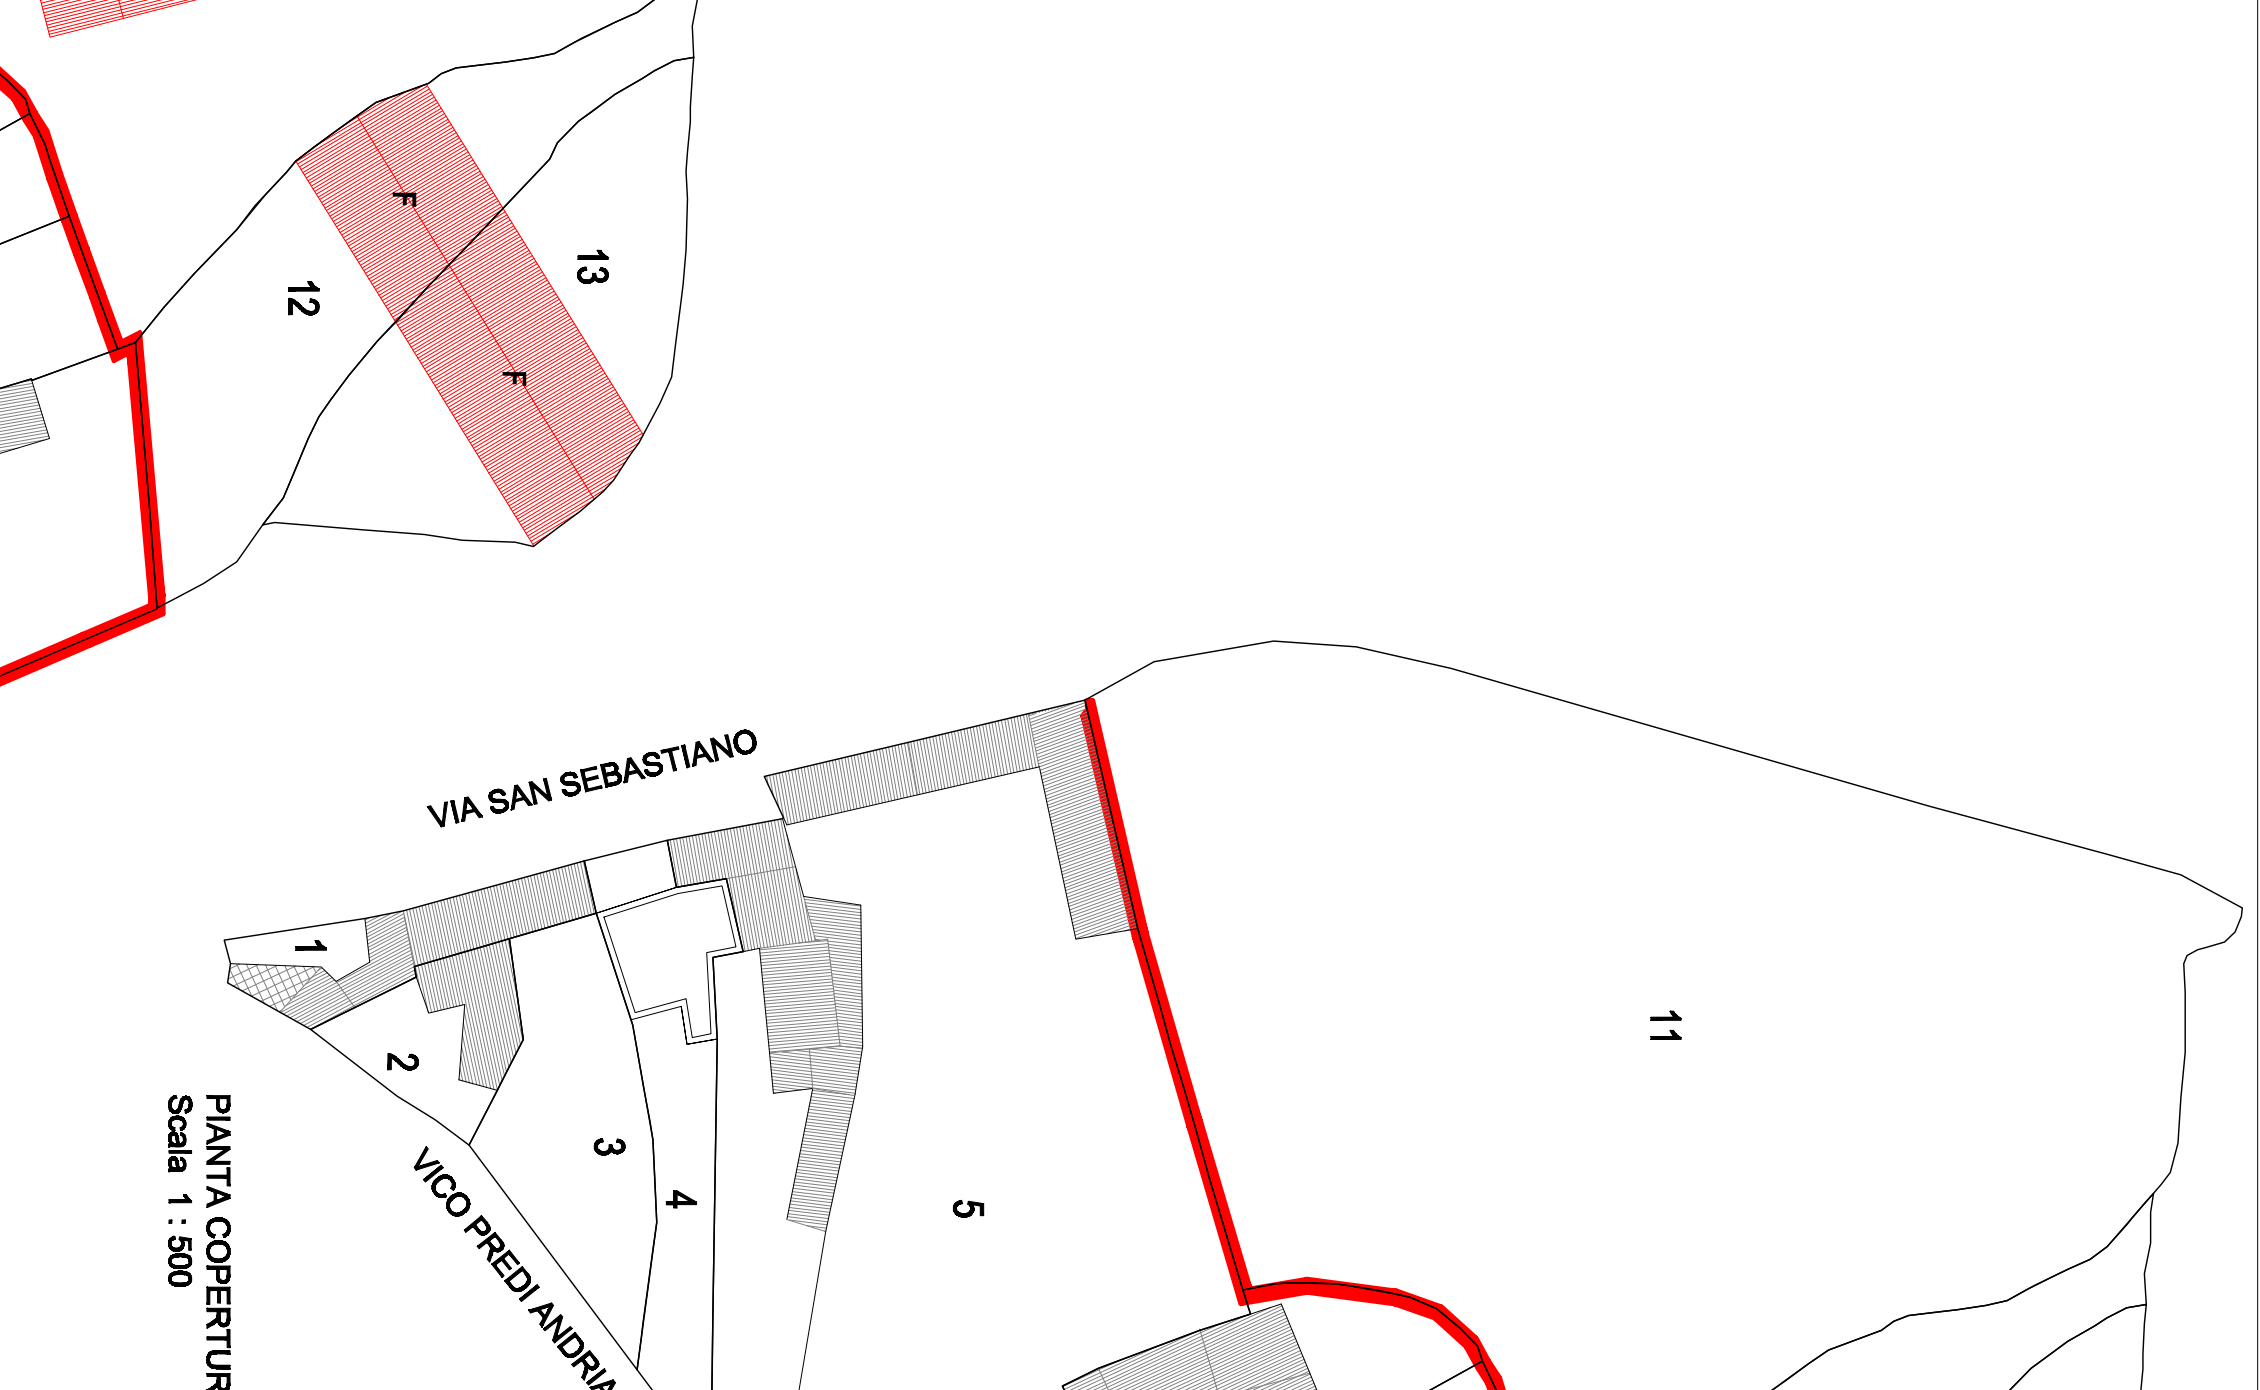 F
F
13
12
VIA SAN SEBASTIANO
11
1
2
3
4
5
VICO PREDI ANDRIA
PIANTA COPERTUR
Scala 1 : 500